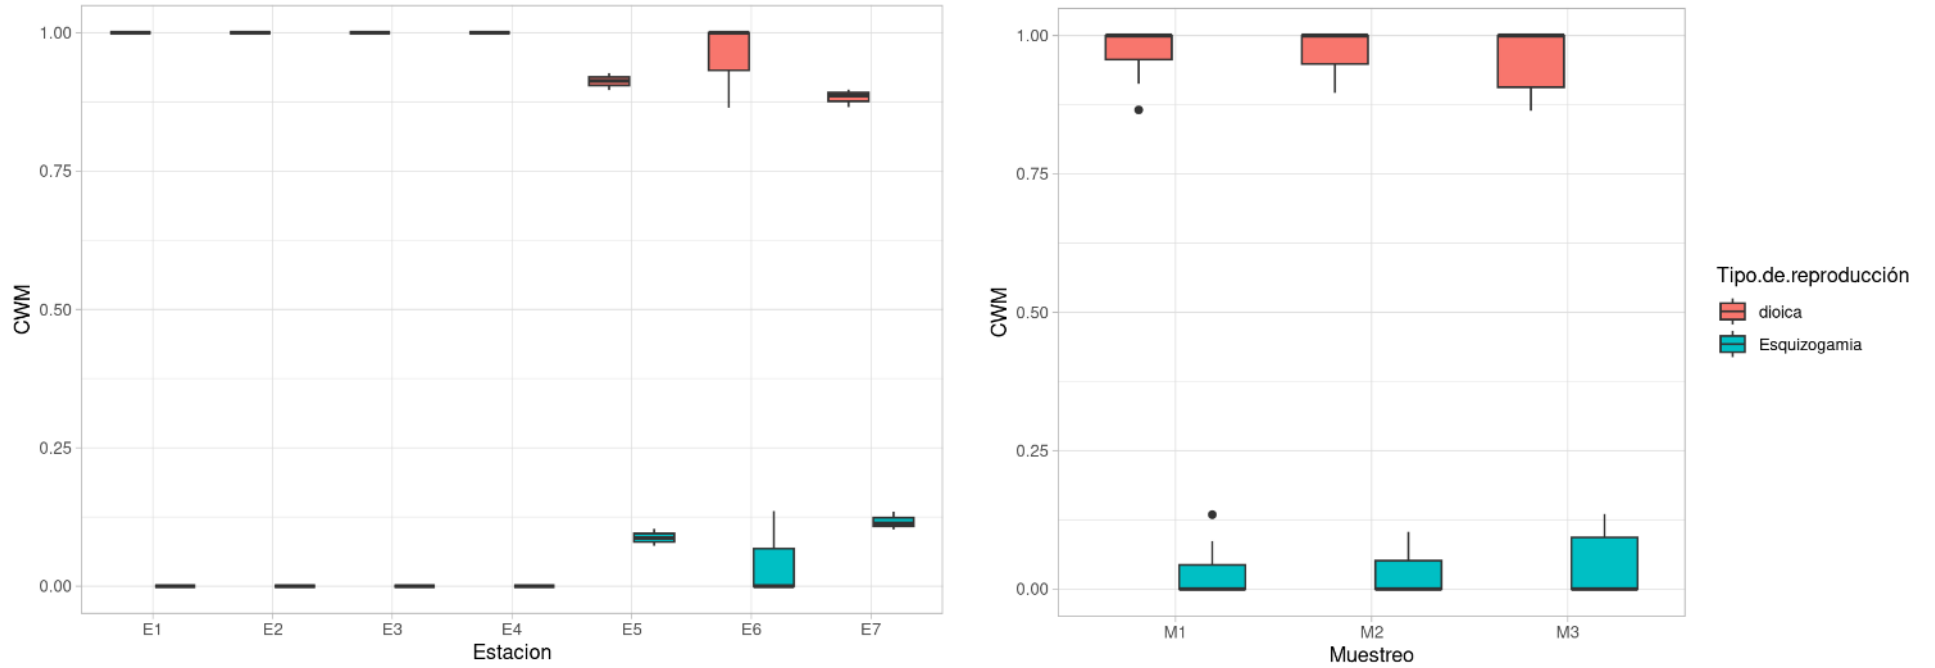 1.00
0.75
0.50
0.25
0.00
CWM
E1 E2 E3 E4 E5 E6 E7
Estacion
1.00
0.75
0.50
0.25
0.00
CWM
M1 M2 M3
Muestreo
Tipo.de.reproducción
dioica
Esquizogamia